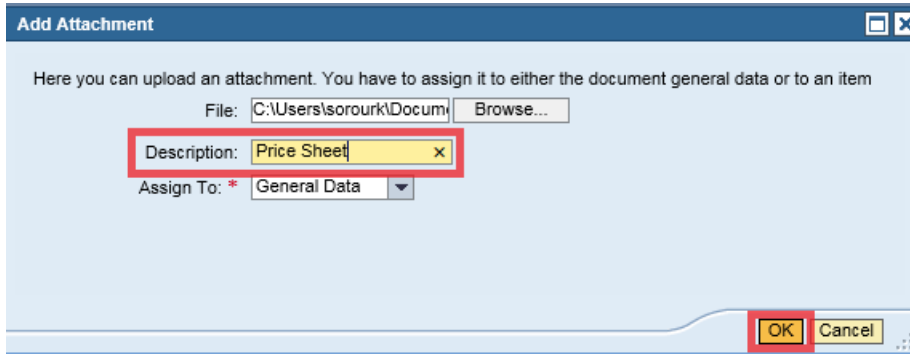 Add Attachment
Here you can upload an attachment. You have to assign it to either the document general data or to an item
File: C:\Users\sorourk\Docum Browse...
Description: Price Sheet ×
Assign To: * General Data
OK Cancel